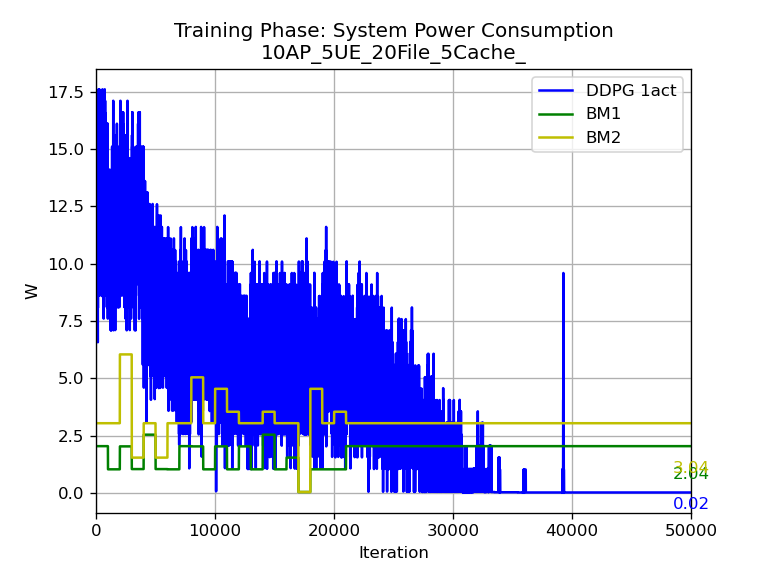 Training Phase: System Power Consumption
10AP_5UE_20File_5Cache_
DDPG 1act
BM1
BM2
W
17.5
15.0
12.5
10.0
7.5
5.0
2.5
0.0
3.04
2.04
0.02
0
10000
20000
30000
40000
50000
Iteration